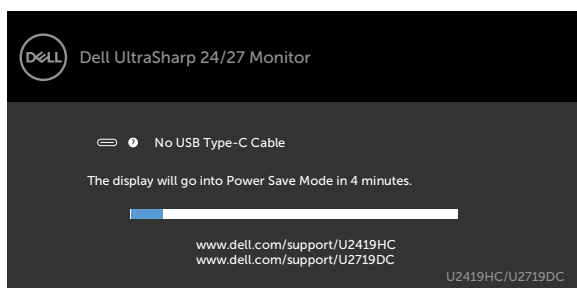 DELL Dell UltraSharp 24/27 Monitor
? No USB Type-C Cable
The display will go into Power Save Mode in 4 minutes.
www.dell.com/support/U2419HC
www.dell.com/support/U2719DC
U2419HC/U2719DC